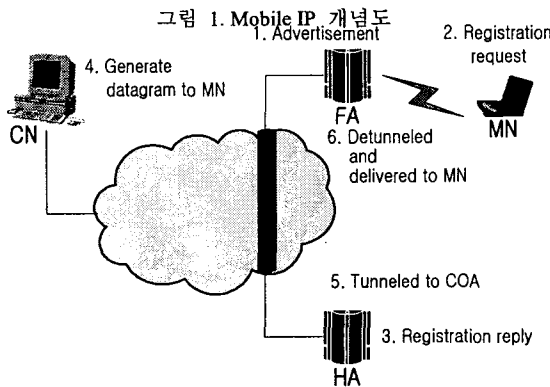 그림 1. Mobile IP 개념도
1. Advertisement
2. Registration
request
4. Generate
datagram to MN
CN
FA
MN
6. Detunneled
and
delivered to MN
5. Tunneled to COA
3. Registration reply
HA